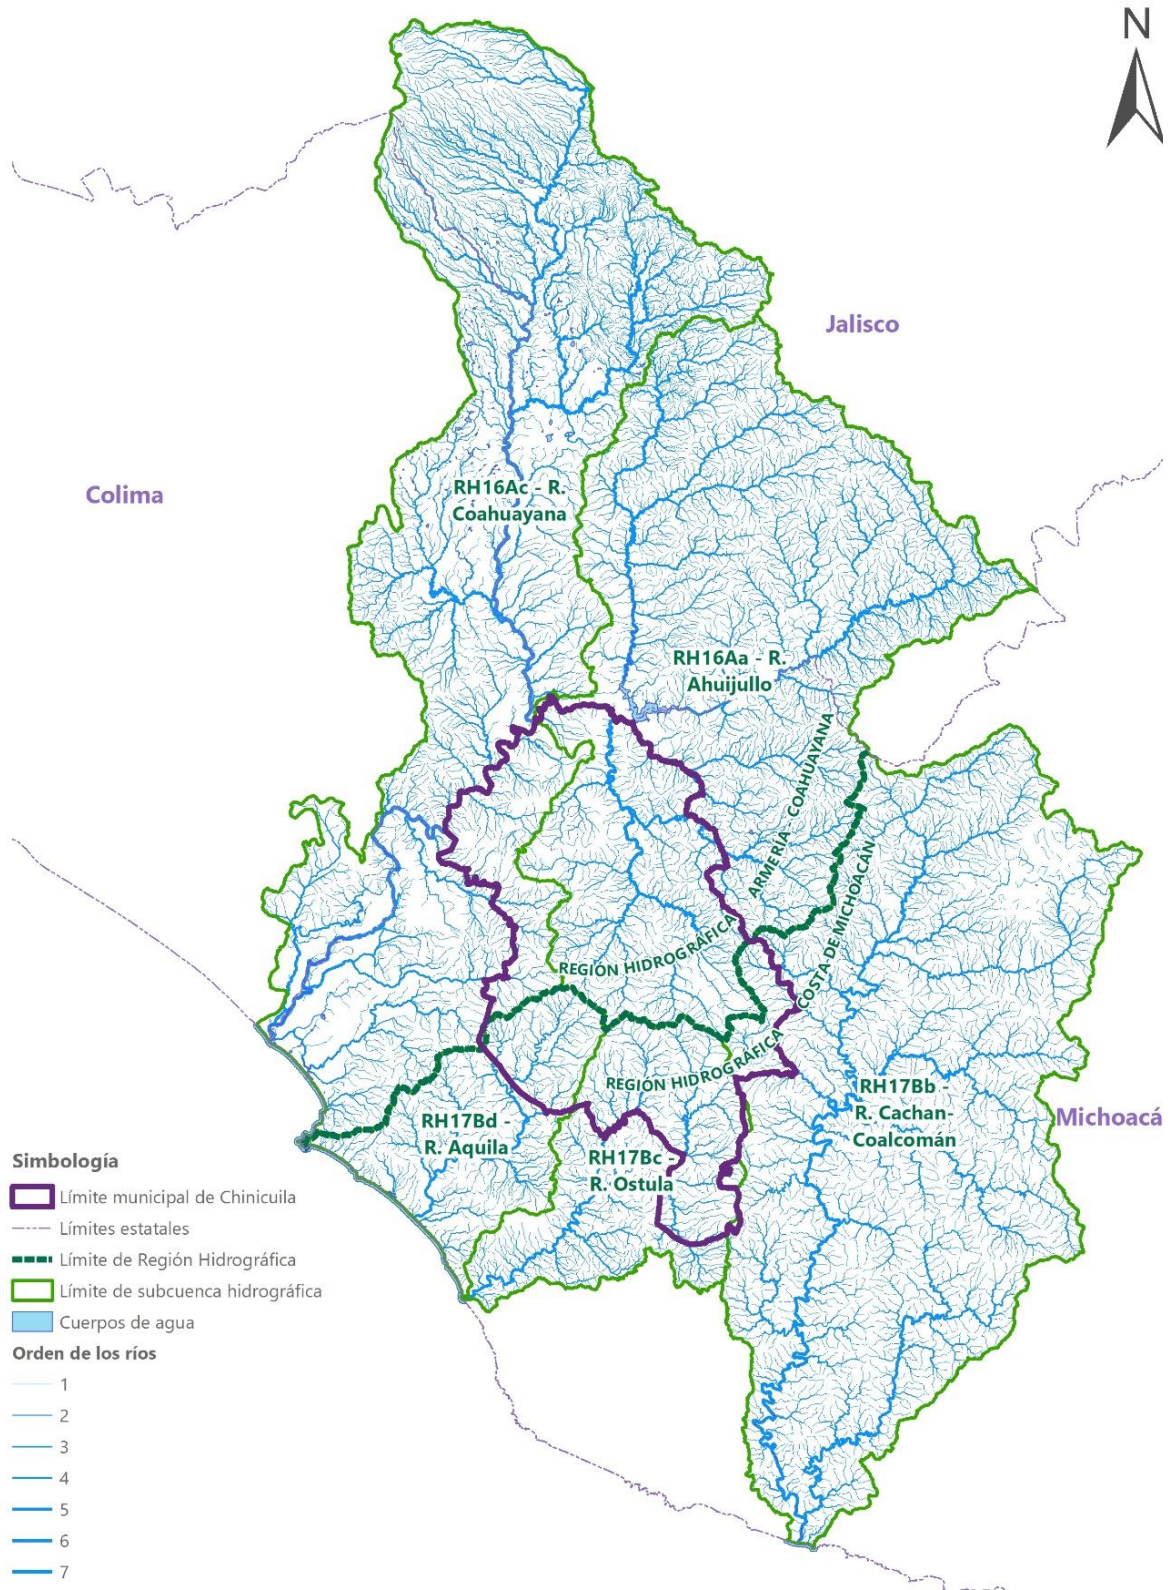 N
Jalisco
Colima
RH16Ac - R.
Coahuayana
RH16Aa - R.
Ahuijullo
ARMERÍA - COAHUAYANA
REGIÓN HIDROGRÁFICA
COSTA DE MICHOACÁN
REGIÓN HIDROGRÁFICA
RH17Bb -
R. Cachan-
Coalcomán
Michoacá
RH17Bd -
R. Aquila
RH17Bc -
R. Ostula
Simbología
Límite municipal de Chinicuila
Límites estatales
Límite de Región Hidrográfica
Límite de subcuenca hidrográfica
Cuerpos de agua
Orden de los ríos
1
2
3
4
5
6
7